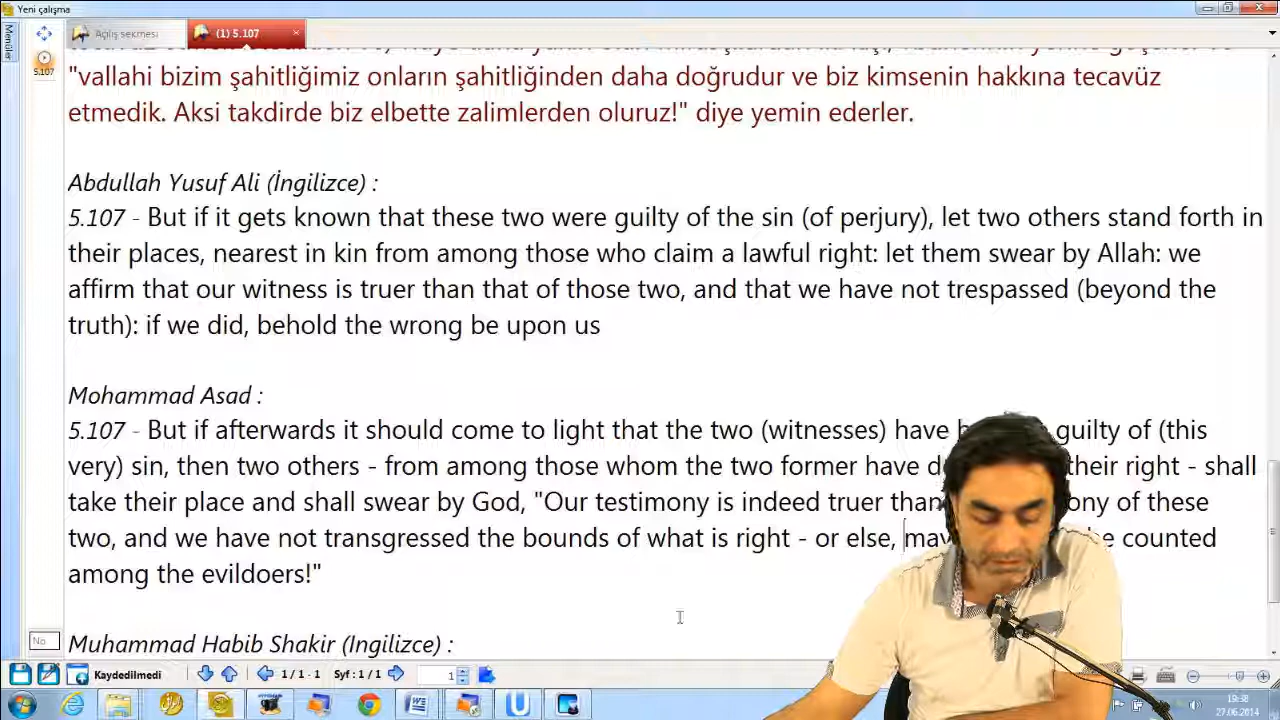 Yeni çalışma
Menüler
Açılış sekmesi
(1) 5.107
5.107
"vallahi bizim şahitliğimiz onların şahitliğinden daha doğrudur ve biz kimsenin hakkına tecavüz
etmedik. Aksi takdirde biz elbette zalimlerden oluruz!" diye yemin ederler.
Abdullah Yusuf Ali (İngilizce) :
5.107 - But if it gets known that these two were guilty of the sin (of perjury), let two others stand forth in
their places, nearest in kin from among those who claim a lawful right: let them swear by Allah: we
affirm that our witness is truer than that of those two, and that we have not trespassed (beyond the
truth): if we did, behold the wrong be upon us
Mohammad Asad :
5.107 - But if afterwards it should come to light that the two (witnesses) have guilty of (this
very) sin, then two others - from among those whom the two former have their right - shall
take their place and shall swear by God, "Our testimony is indeed truer than of these
two, and we have not transgressed the bounds of what is right - or else, may counted
among the evildoers!"
Muhammad Habib Shakir (Ingilizce) :
No
Kaydedilmedi
1 / 1 - 1
Syf : 1 / 1
1
19:38
27.06.2014